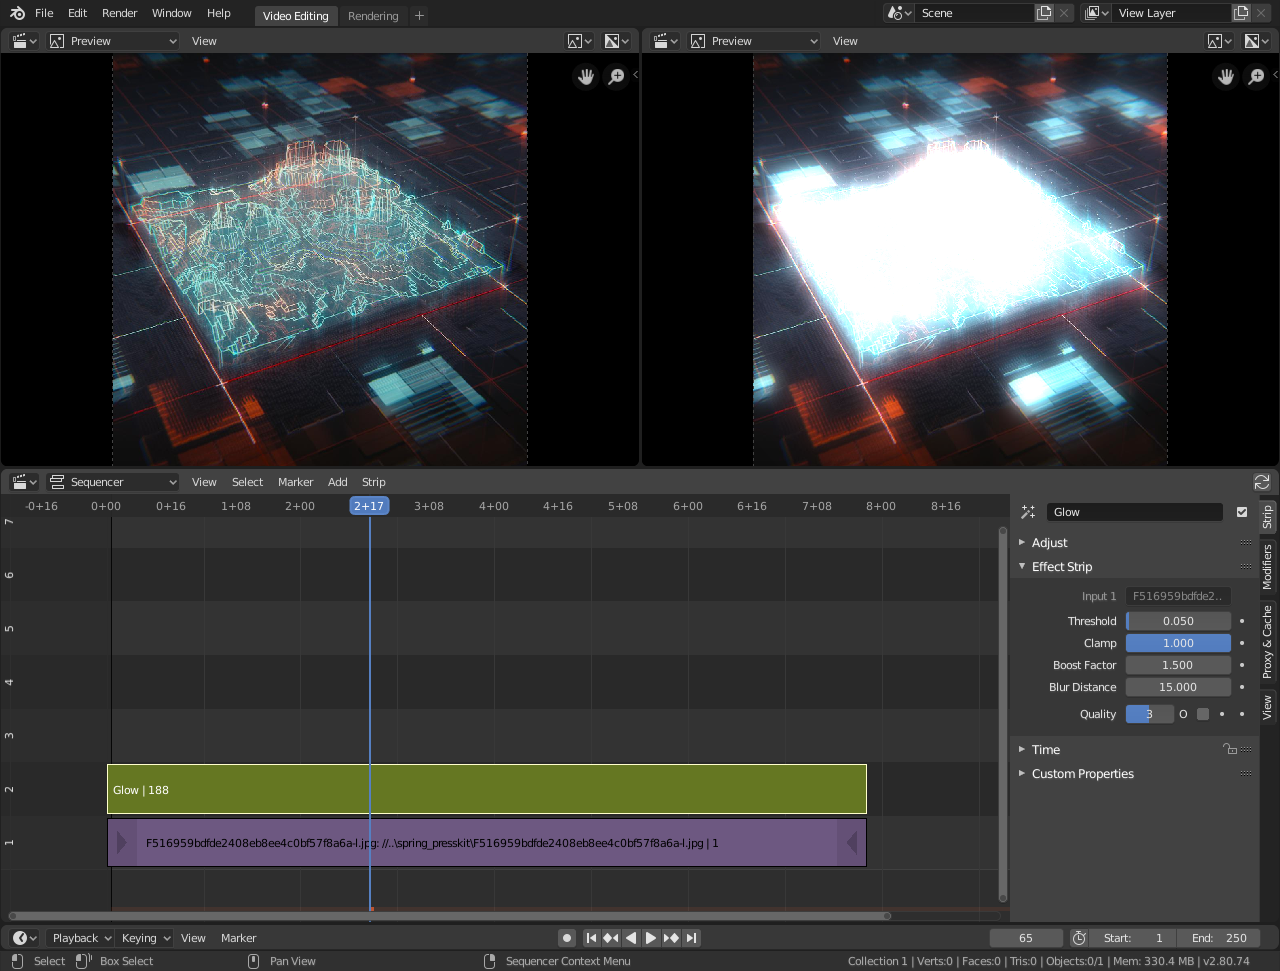 File Edit Render Window Help Video Editing Rendering + Scene View Layer
Preview View Preview View
Sequencer View Select Marker Add Strip
-0+16 0+00 0+16 1+08 2+00 2+17 3+08 4+00 4+16 5+08 6+00 6+16 7+08 8+00 8+16
7
6
5
4
3
2
1
Glow | 188
F516959bdfde2408eb8ee4c0bf57f8a6a-l.jpg: //..\spring_presskit\F516959bdfde2408eb8ee4c0bf57f8a6a-l.jpg | 1
Glow
Adjust
Effect Strip
Input 1 F516959bdfde2..
Threshold 0.050
Clamp 1.000
Boost Factor 1.500
Blur Distance 15.000
Quality 3 O
Time
Custom Properties
Strip
Modifiers
Proxy & Cache
View
Playback Keying View Marker 65 Start: 1 End: 250
Select Box Select Pan View Sequencer Context Menu Collection 1 | Verts:0 | Faces:0 | Tris:0 | Objects:0/1 | Mem: 330.4 MB | v2.80.74